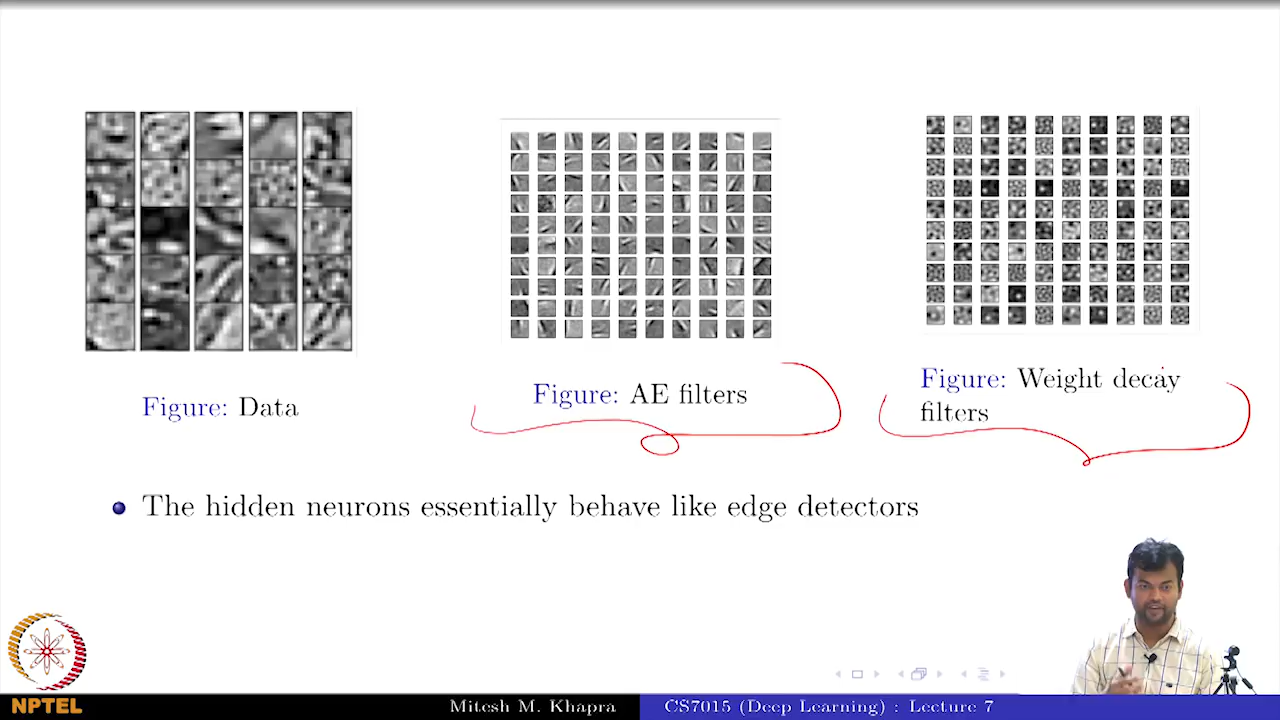 Figure: Data
Figure: AE filters
Figure: Weight decay
filters
The hidden neurons essentially behave like edge detectors
NPTEL
Mitesh M. Khapra
CS7015 (Deep Learning) : Lecture 7